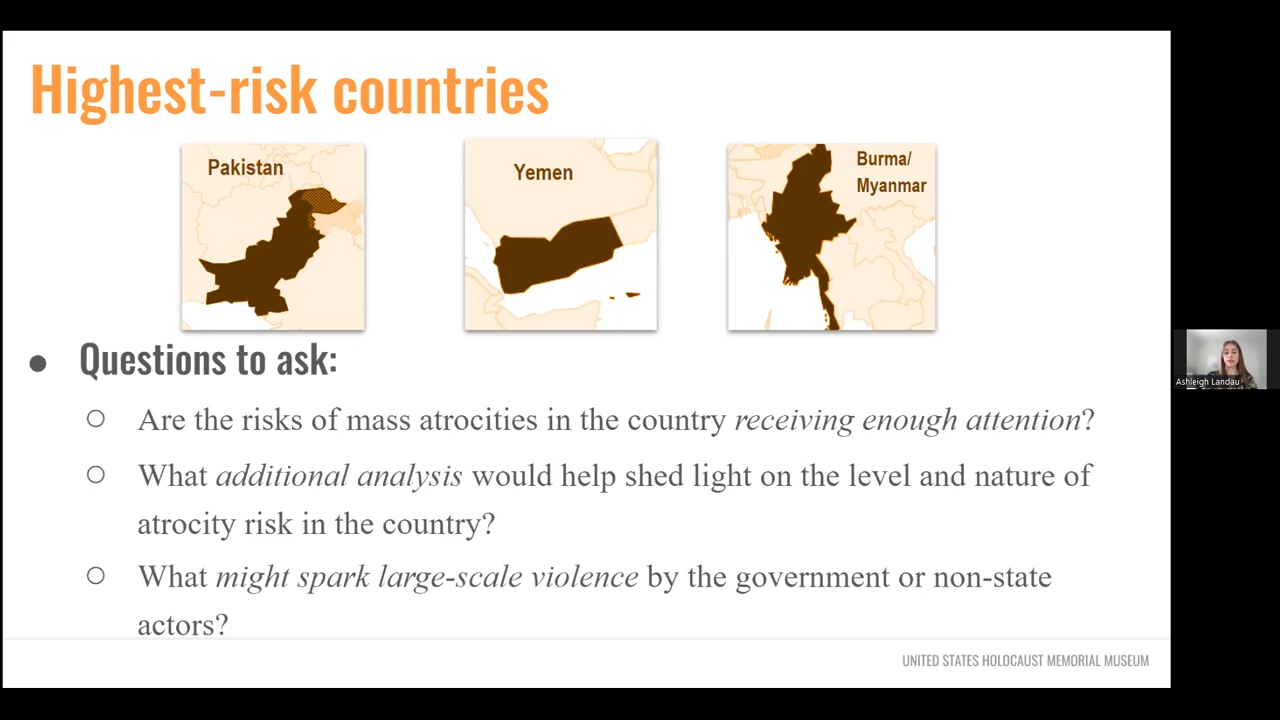 Highest-risk countries
Pakistan
Yemen
Burma/
Myanmar
● Questions to ask:
○ Are the risks of mass atrocities in the country receiving enough attention?
○ What additional analysis would help shed light on the level and nature of
atrocity risk in the country?
○ What might spark large-scale violence by the government or non-state
actors?
UNITED STATES HOLOCAUST MEMORIAL MUSEUM
Ashleigh Landau